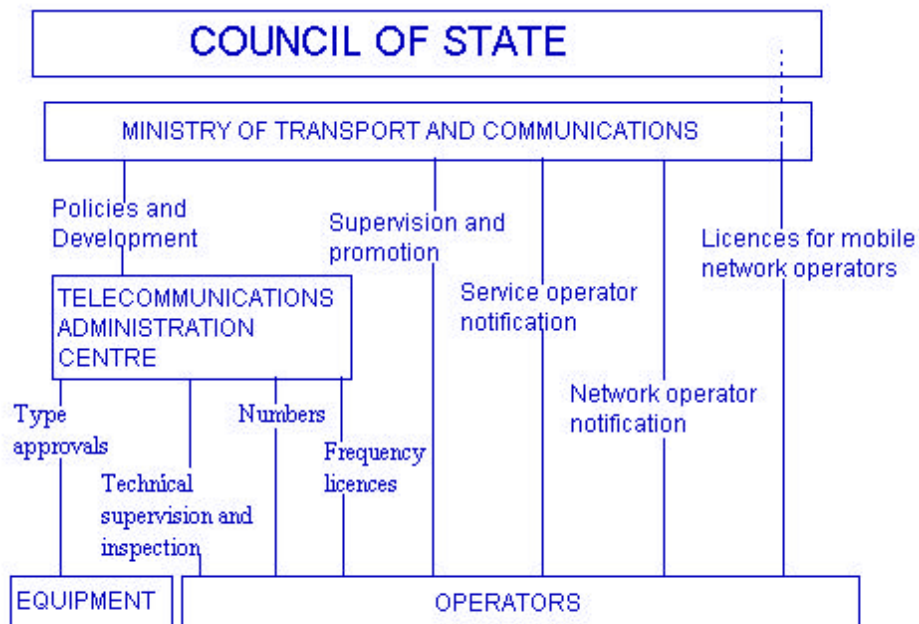 COUNCIL OF STATE
MINISTRY OF TRANSPORT AND COMMUNICATIONS
Policies and
Development
Supervision and
promotion
Service operator
notification
Network operator
notification
Licences for mobile
network operators
TELECOMMUNICATIONS
ADMINISTRATION
CENTRE
Type
approvals
Technical
supervision and
inspection
Numbers
Frequency
licences
EQUIPMENT
OPERATORS